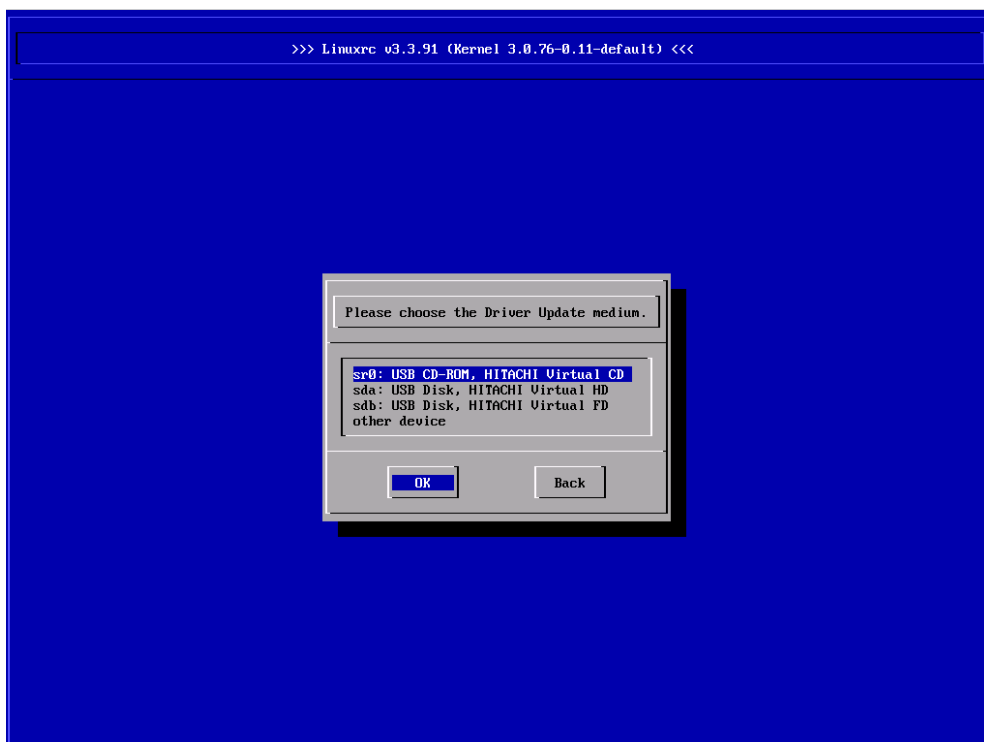 >>> Linuxrc v3.3.91 (Kernel 3.0.76-0.11-default) <<<
Please choose the Driver Update medium.
sr0: USB CD-ROM, HITACHI Virtual CD
sda: USB Disk, HITACHI Virtual HD
sdb: USB Disk, HITACHI Virtual FD
other device
OK Back